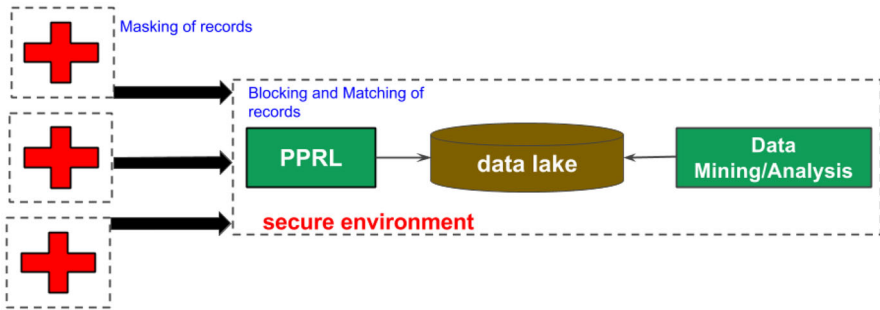 Masking of records
Blocking and Matching of
records
PPRL
data lake
Data
Mining/Analysis
secure environment